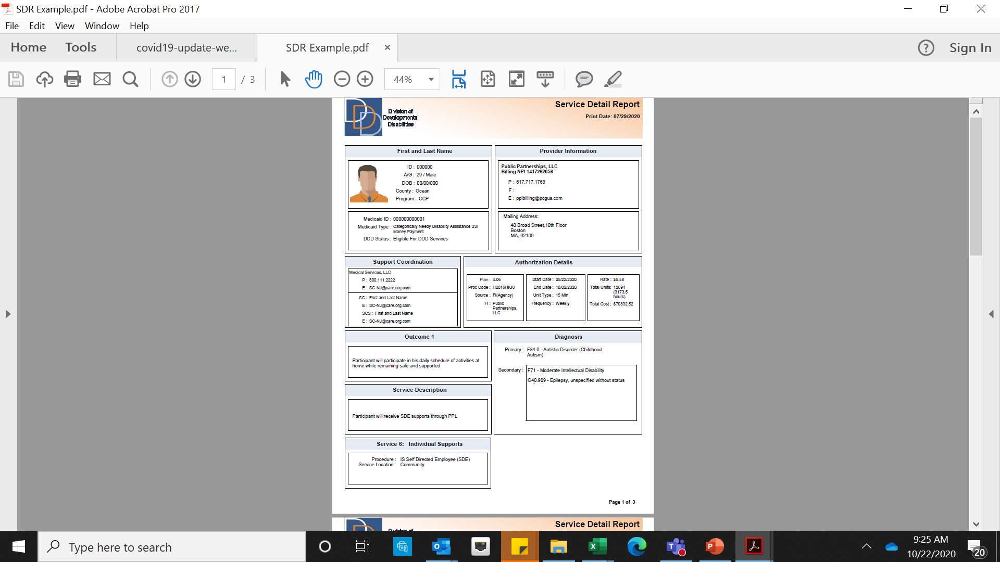 SDR Example.pdf - Adobe Acrobat Pro 2017
File Edit View Window Help
Home Tools covid19-update-we... SDR Example.pdf × ? Sign In
1 / 3 44%
Service Detail Report
Print Date: 07/29/2020
Division of
Developmental
Disabilities
First and Last Name
ID : 000000
A/G : 29 / Male
DOB : 00/00/000
County : Ocean
Program : CCP
Medicaid ID : 000000000001
Medicaid Type : Categorically Needy Disability Assistance SSI
Money Payment
DDD Status : Eligible For DDD Services
Provider Information
Public Partnerships, LLC
Billing NPI:1417262056
P : 617.717.1768
F :
E : pplbilling@pcgus.com
Mailing Address:
40 Broad Street,10th Floor
Boston
MA, 02109
Support Coordination
Medical Services, LLC
P : 800.111.2222
E : SC-NJ@care.org.com
SC : First and Last Name
E : SC-NJ@care.org.com
SCS : First and Last Name
E : SC-NJ@care.org.com
Authorization Details
Plan : 4.06
Proc Code : H2016HIU8
Source : FI(Agency)
FI : Public
Partnerships,
LLC
Start Date : 05/22/2020
End Date : 10/02/2020
Unit Type : 15 Min
Frequency : Weekly
Rate : $5.58
Total Units: 12694
(3173.5
hours)
Total Cost : $70832.52
Outcome 1
Participant will participate in his daily schedule of activities at
home while remaining safe and supported
Diagnosis
Primary : F84.0 - Autistic Disorder (Childhood
Autism)
Secondary : F71 - Moderate Intellectual Disability
G40.909 - Epilepsy, unspecified without status
Service Description
Participant will receive SDE supports through PPL
Service 6: Individual Supports
Procedure : IS Self Directed Employee (SDE)
Service Location : Community
Page 1 of 3
Service Detail Report
Type here to search
9:25 AM
10/22/2020
20